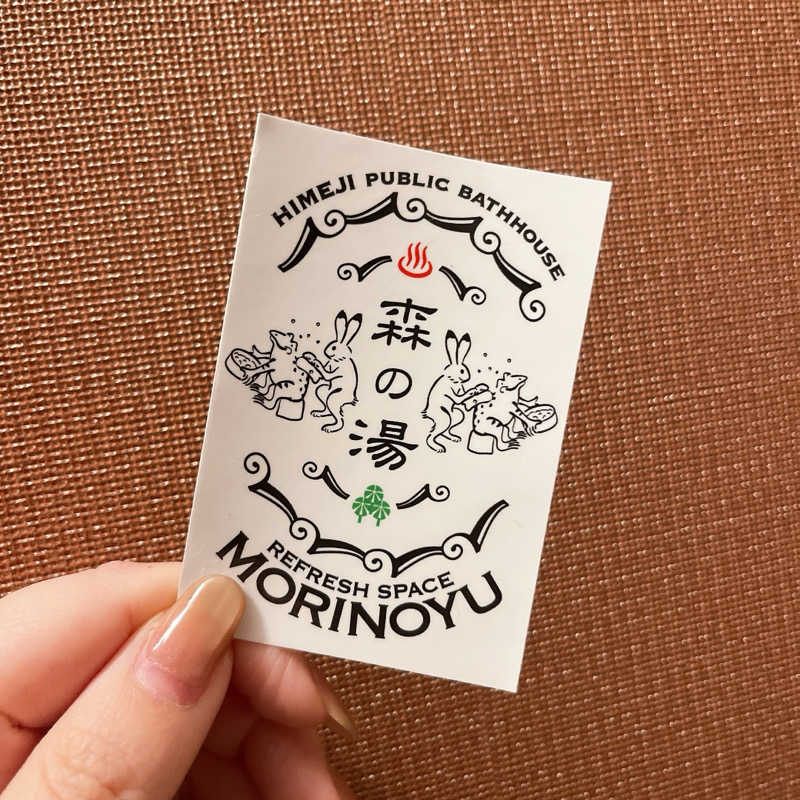 HIMEJI PUBLIC BATHHOUSE
森の湯
REFRESH SPACE
MORINOYU